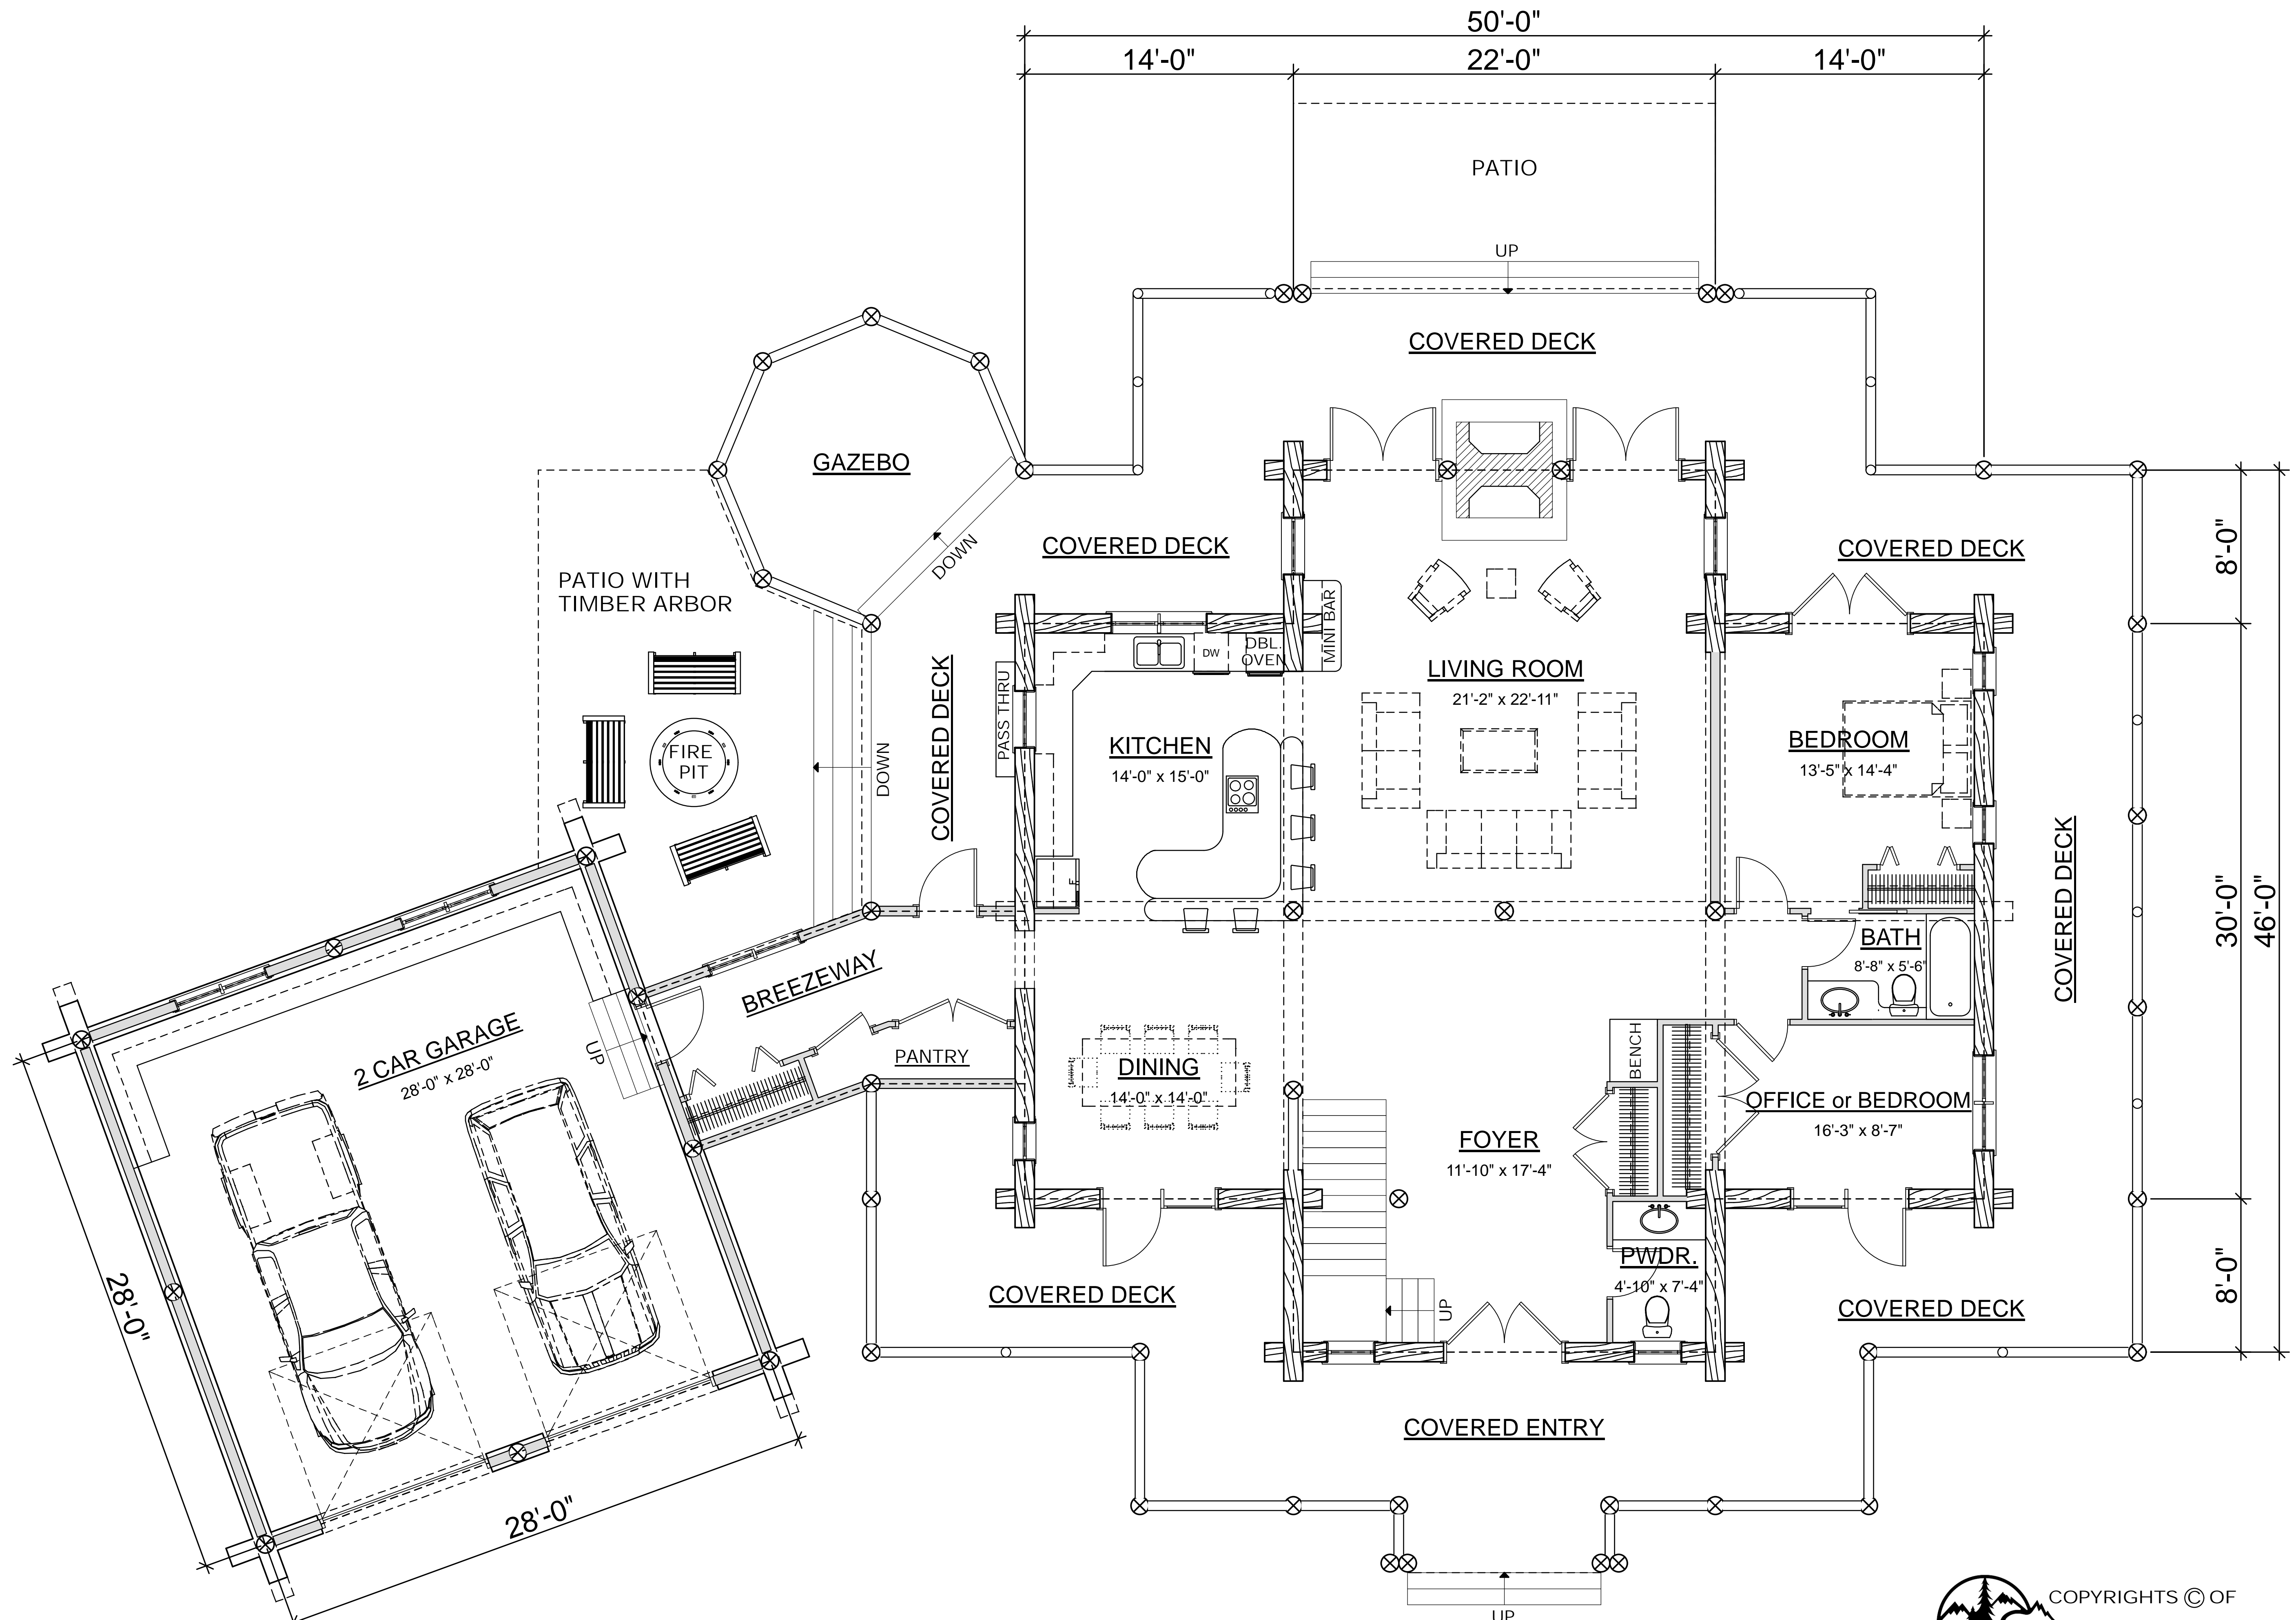 50'-0"
14'-0"
22'-0"
14'-0"
PATIO
UP
COVERED DECK
GAZEBO
DOWN
COVERED DECK
COVERED DECK
8'-0"
PATIO WITH
TIMBER ARBOR
MINI BAR
DW
DBL.
OVEN
PASS THRU
COVERED DECK
DOWN
LIVING ROOM
21'-2" x 22'-11"
KITCHEN
14'-0" x 15'-0"
BEDROOM
13'-5" x 14'-4"
FIRE
PIT
F
COVERED DECK
30'-0"
46'-0"
BATH
8'-8" x 5'-6"
BREEZEWAY
2 CAR GARAGE
28'-0" x 28'-0"
UP
PANTRY
DINING
14'-0" x 14'-0"
BENCH
OFFICE or BEDROOM
16'-3" x 8'-7"
FOYER
11'-10" x 17'-4"
PWDR.
4'-10" x 7'-4"
UP
COVERED DECK
COVERED DECK
8'-0"
28'-0"
COVERED ENTRY
28'-0"
UP
COPYRIGHTS © OF